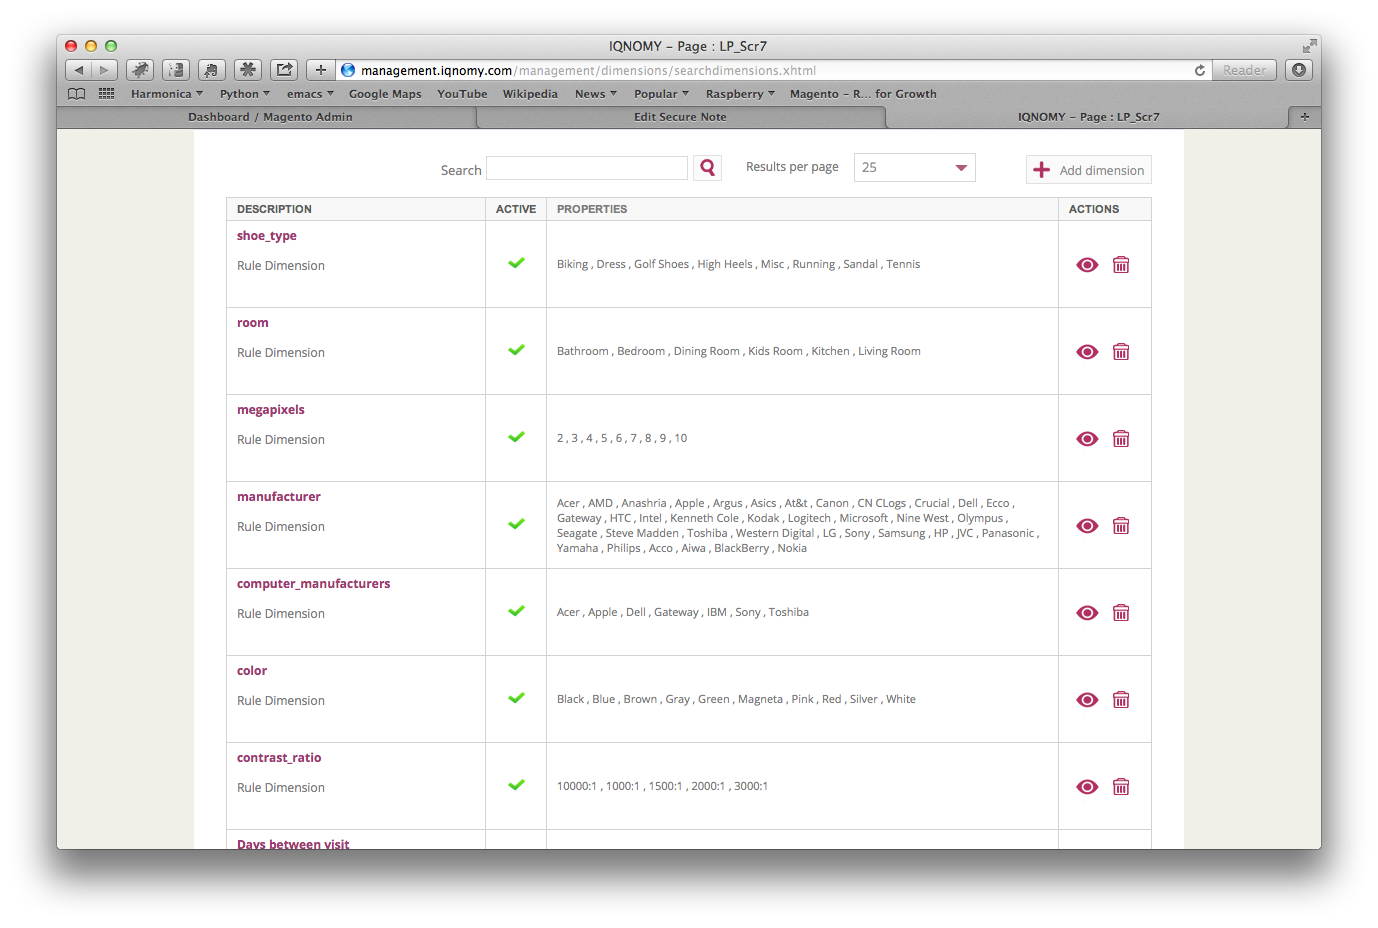 IQNOMY – Page : LP_Scr7
management.iqnomy.com/management/dimensions/searchdimensions.xhtml
Reader
Harmonica
Python
emacs
Google Maps
YouTube
Wikipedia
News
Popular
Raspberry
Magento – R... for Growth
Dashboard / Magento Admin
Edit Secure Note
IQNOMY – Page : LP_Scr7
Search
Results per page
25
Add dimension
DESCRIPTION
ACTIVE
PROPERTIES
ACTIONS
shoe_type
Rule Dimension
Biking , Dress , Golf Shoes , High Heels , Misc , Running , Sandal , Tennis
room
Rule Dimension
Bathroom , Bedroom , Dining Room , Kids Room , Kitchen , Living Room
megapixels
Rule Dimension
2 , 3 , 4 , 5 , 6 , 7 , 8 , 9 , 10
manufacturer
Rule Dimension
Acer , AMD , Anashria , Apple , Argus , Asics , At&t , Canon , CN CLogs , Crucial , Dell , Ecco ,
Gateway , HTC , Intel , Kenneth Cole , Kodak , Logitech , Microsoft , Nine West , Olympus ,
Seagate , Steve Madden , Toshiba , Western Digital , LG , Sony , Samsung , HP , JVC , Panasonic ,
Yamaha , Philips , Acco , Aiwa , BlackBerry , Nokia
computer_manufacturers
Rule Dimension
Acer , Apple , Dell , Gateway , IBM , Sony , Toshiba
color
Rule Dimension
Black , Blue , Brown , Gray , Green , Magneta , Pink , Red , Silver , White
contrast_ratio
Rule Dimension
10000:1 , 1000:1 , 1500:1 , 2000:1 , 3000:1
Days between visit